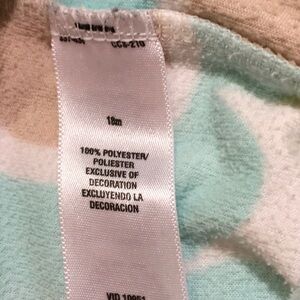 18m
100% POLYESTER/
POLIESTER
EXCLUSIVE OF
DECORATION
EXCLUYENDO LA
DECORACION